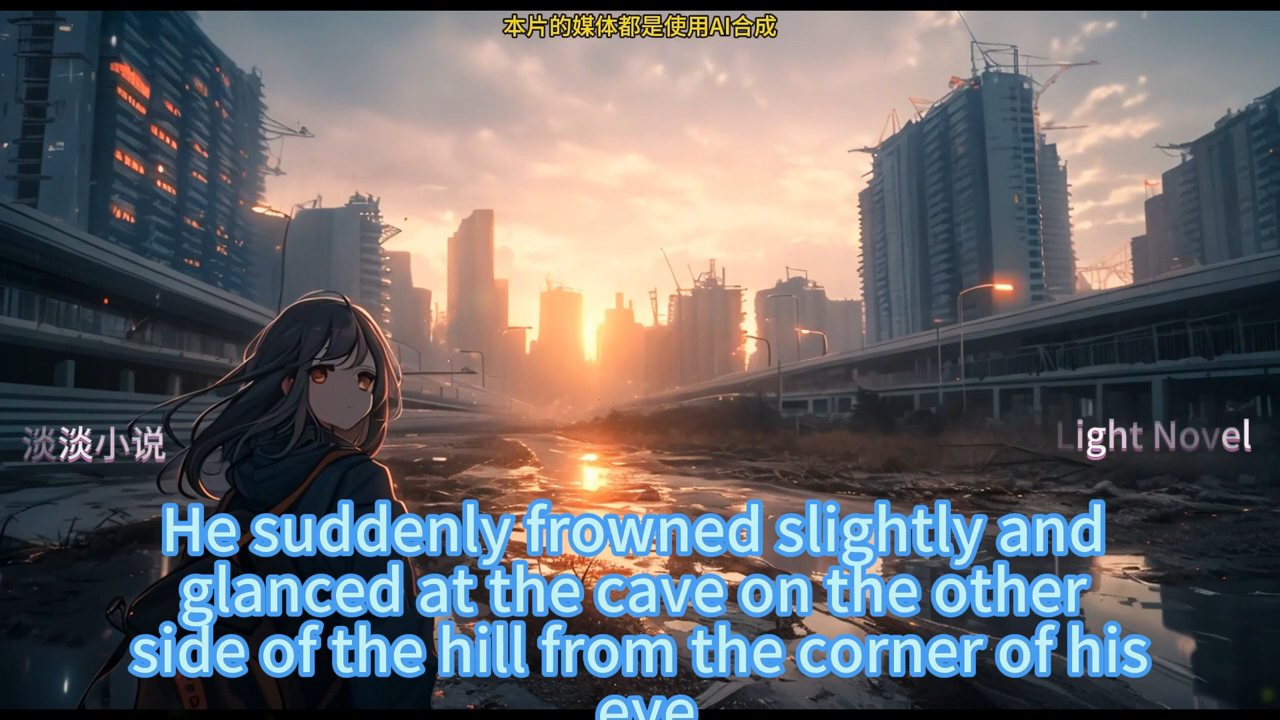 本片的媒体都是使用AI合成
淡淡小说
Light Novel
He suddenly frowned slightly and
glanced at the cave on the other
side of the hill from the corner of his
eye